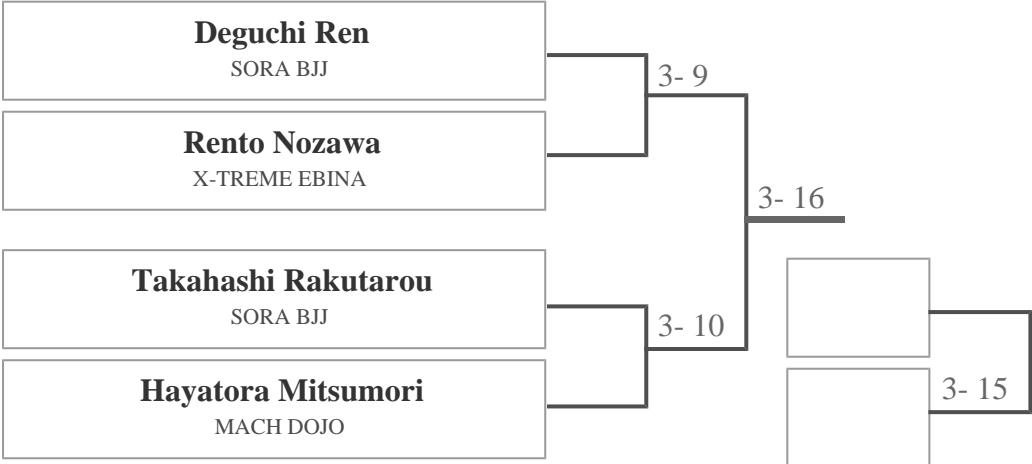 Deguchi Ren
SORA BJJ
3- 9
Rento Nozawa
X-TREME EBINA
3- 16
Takahashi Rakutarou
SORA BJJ
3- 10
Hayatora Mitsumori
MACH DOJO
3- 15